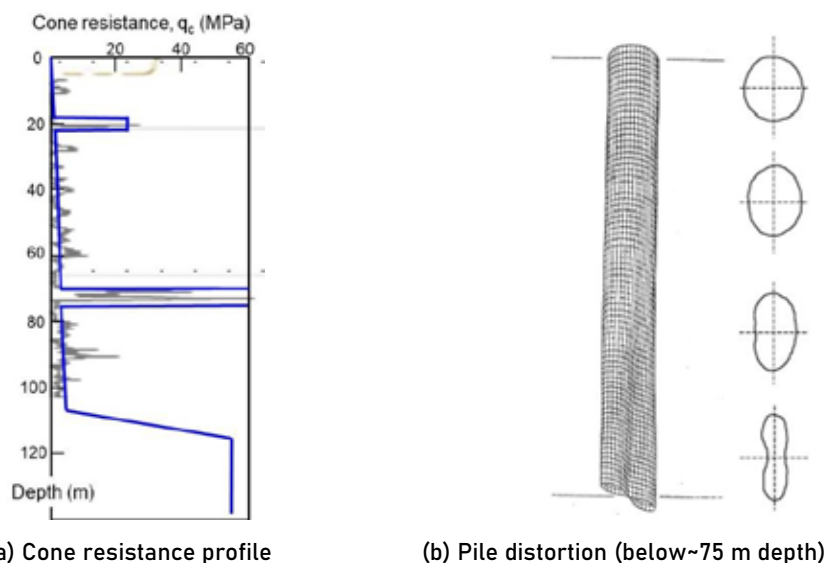 Cone resistance, qc (MPa)
20 40 60
0
20
40
60
80
100
120
Depth (m)
a) Cone resistance profile
(b) Pile distortion (below~75 m depth)